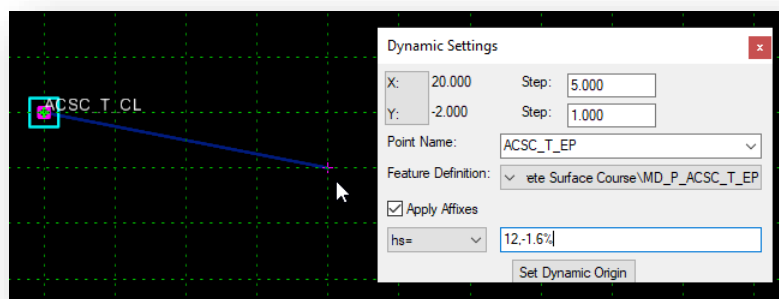 Dynamic Settings x
ACSC_T_CL
X: 20.000 Step: 5.000
Y: -2.000 Step: 1.000
Point Name: ACSC_T_EP
Feature Definition: ete Surface Course\MD_P_ACSC_T_EP
Apply Affixes
hs= 12,-1.6%
Set Dynamic Origin